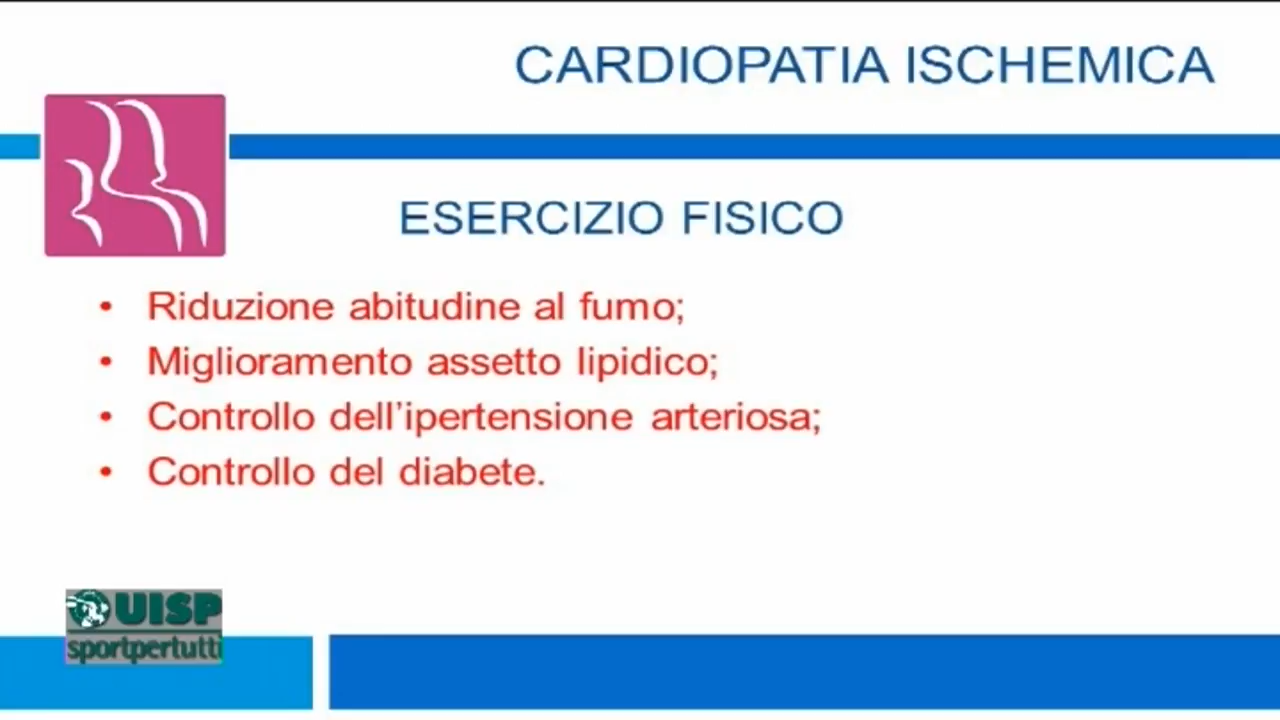 CARDIOPATIA ISCHEMICA
ESERCIZIO FISICO
• Riduzione abitudine al fumo;
• Miglioramento assetto lipidico;
• Controllo dell’ipertensione arteriosa;
• Controllo del diabete.
UISP
sportpertutti